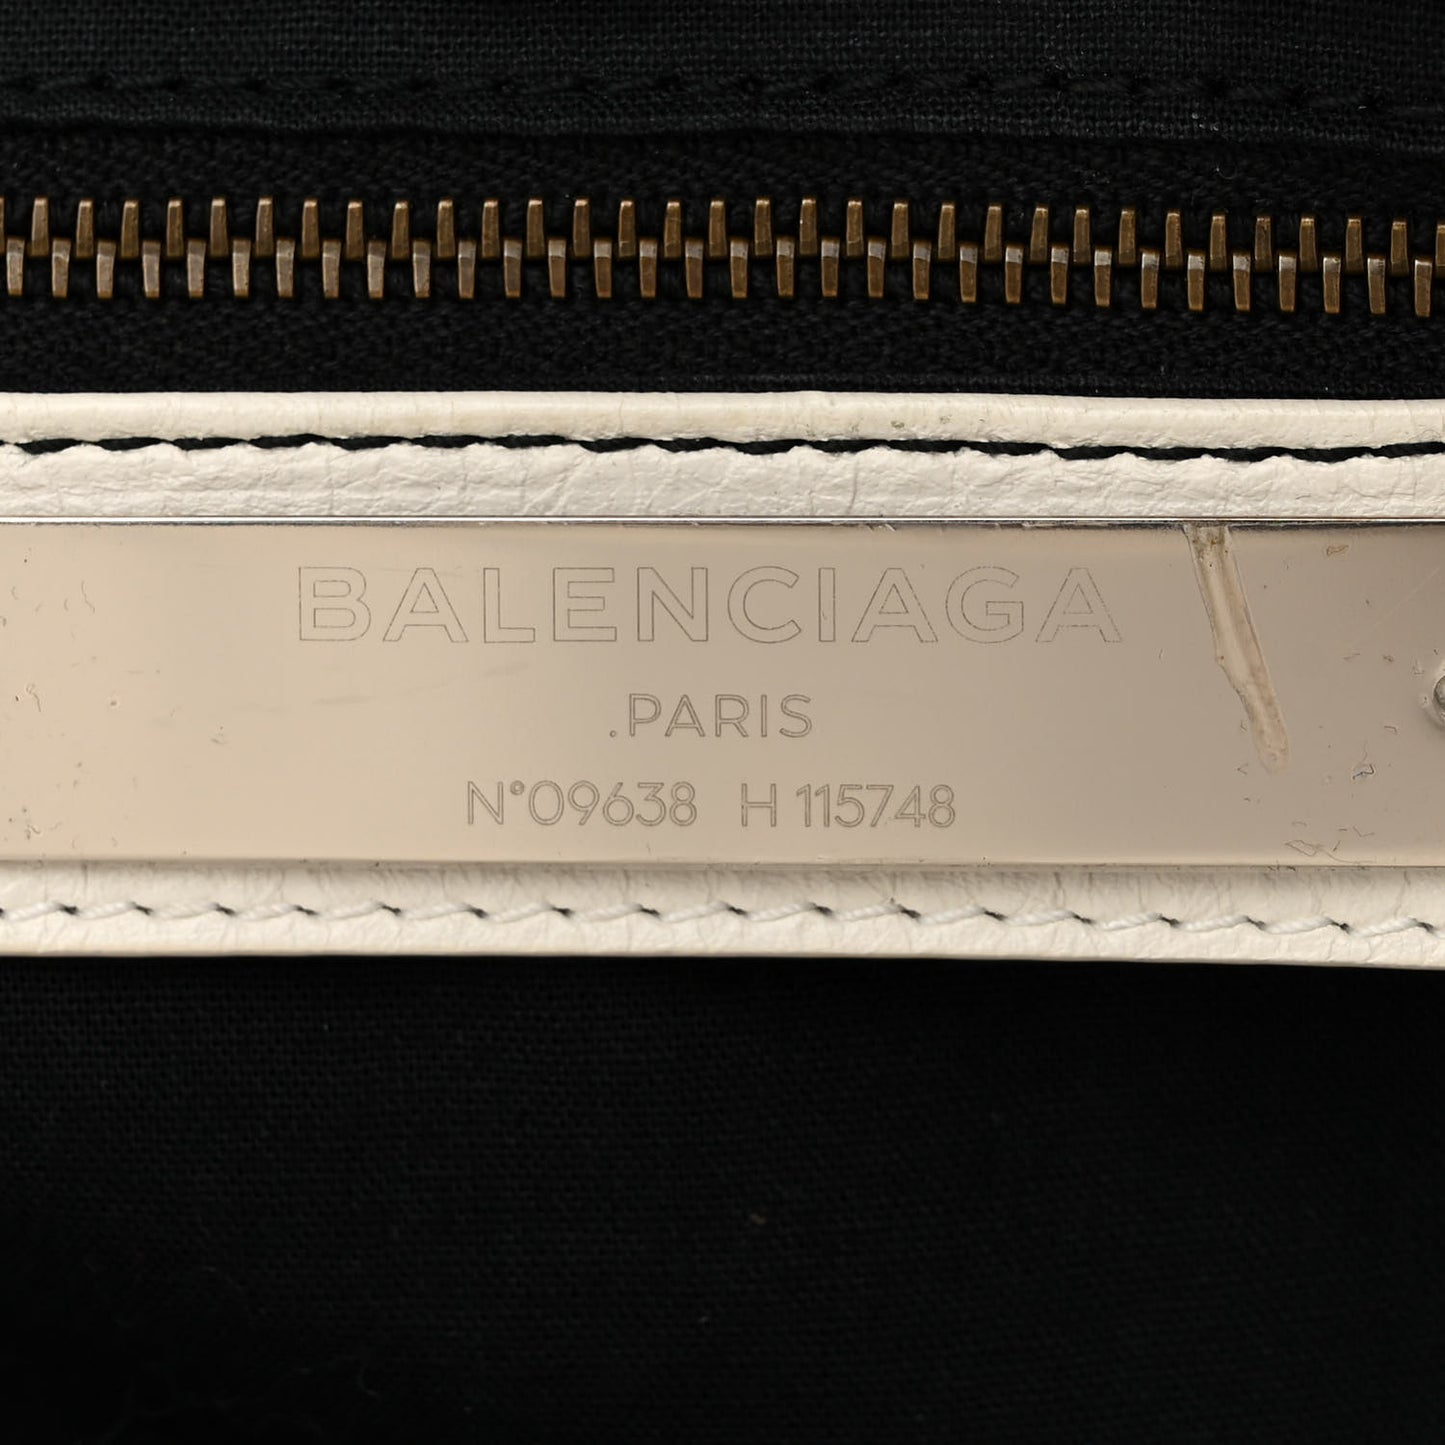 BALENCIAGA
.PARIS
N°09638 H 115748